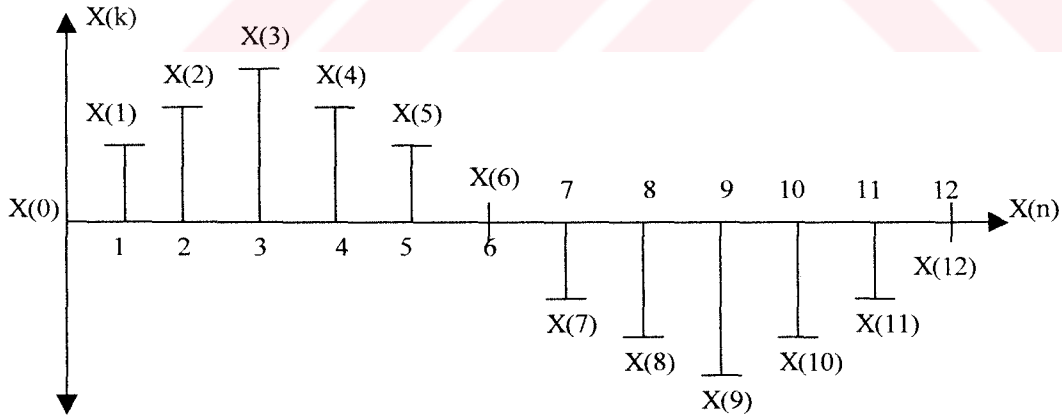 X(k)
X(3)
X(2)
X(4)
X(1)
X(5)
X(6)
7 8 9 10 11 12
X(0)
X(n)
1 2 3 4 5 6
X(12)
X(7)
X(11)
X(8)
X(10)
X(9)